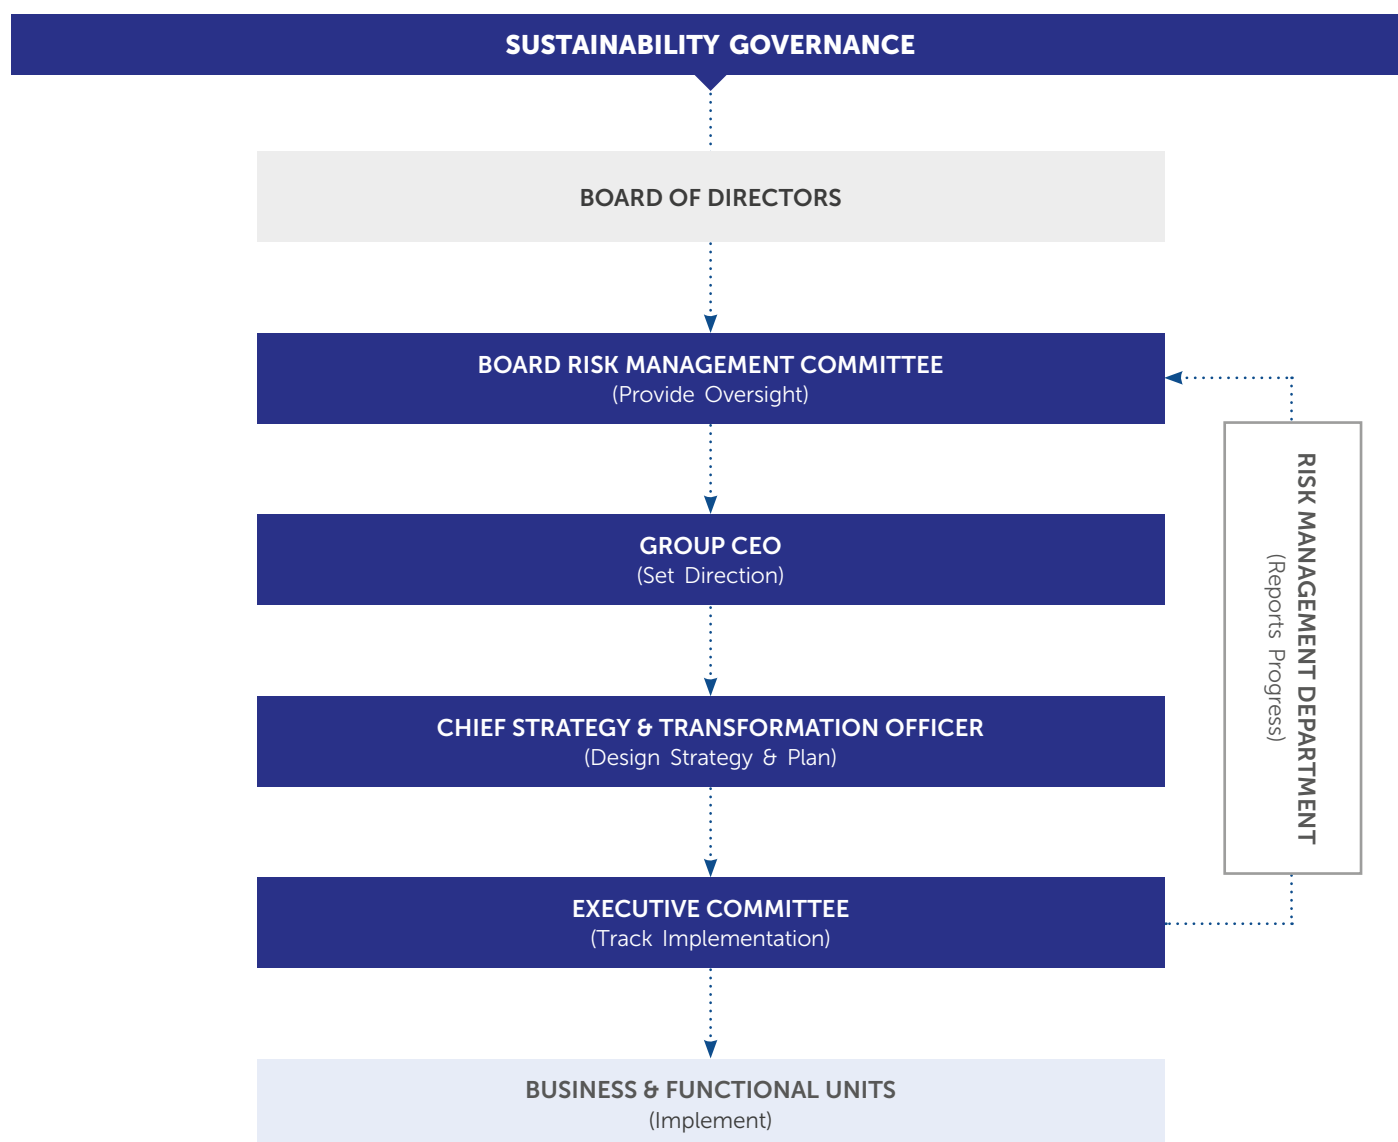 SUSTAINABILITY GOVERNANCE
BOARD OF DIRECTORS
BOARD RISK MANAGEMENT COMMITTEE
(Provide Oversight)
GROUP CEO
(Set Direction)
CHIEF STRATEGY & TRANSFORMATION OFFICER
(Design Strategy & Plan)
EXECUTIVE COMMITTEE
(Track Implementation)
BUSINESS & FUNCTIONAL UNITS
(Implement)
RISK MANAGEMENT DEPARTMENT
(Reports Progress)